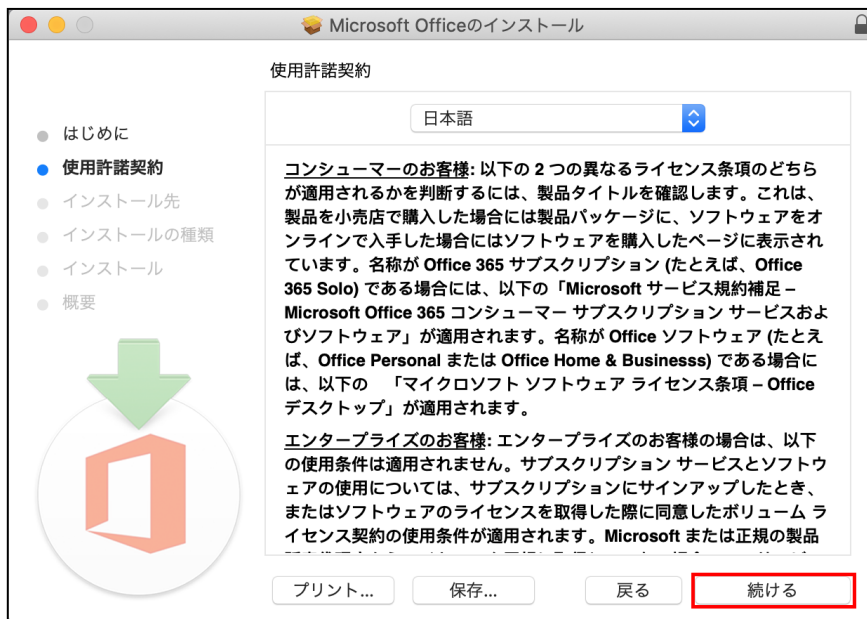 Microsoft Officeのインストール
使用許諾契約
日本語
はじめに
使用許諾契約
インストール先
インストールの種類
インストール
概要
コンシューマーのお客様: 以下の 2 つの異なるライセンス条項のどちら
が適用されるかを判断するには、製品タイトルを確認します。これは、
製品を小売店で購入した場合には製品パッケージに、ソフトウェアをオ
ンラインで入手した場合にはソフトウェアを購入したページに表示され
ています。名称が Office 365 サブスクリプション (たとえば、Office
365 Solo) である場合には、以下の「Microsoft サービス規約補足 –
Microsoft Office 365 コンシューマー サブスクリプション サービスおよ
びソフトウェア」が適用されます。名称が Office ソフトウェア (たとえ
ば、Office Personal または Office Home & Businesss) である場合に
は、以下の　「マイクロソフト ソフトウェア ライセンス条項 – Office
デスクトップ」が適用されます。
エンタープライズのお客様: エンタープライズのお客様の場合は、以下
の使用条件は適用されません。サブスクリプション サービスとソフトウ
ェアの使用については、サブスクリプションにサインアップしたとき、
またはソフトウェアのライセンスを取得した際に同意したボリューム ラ
イセンス契約の使用条件が適用されます。Microsoft または正規の製品
プリント...
保存...
戻る
続ける